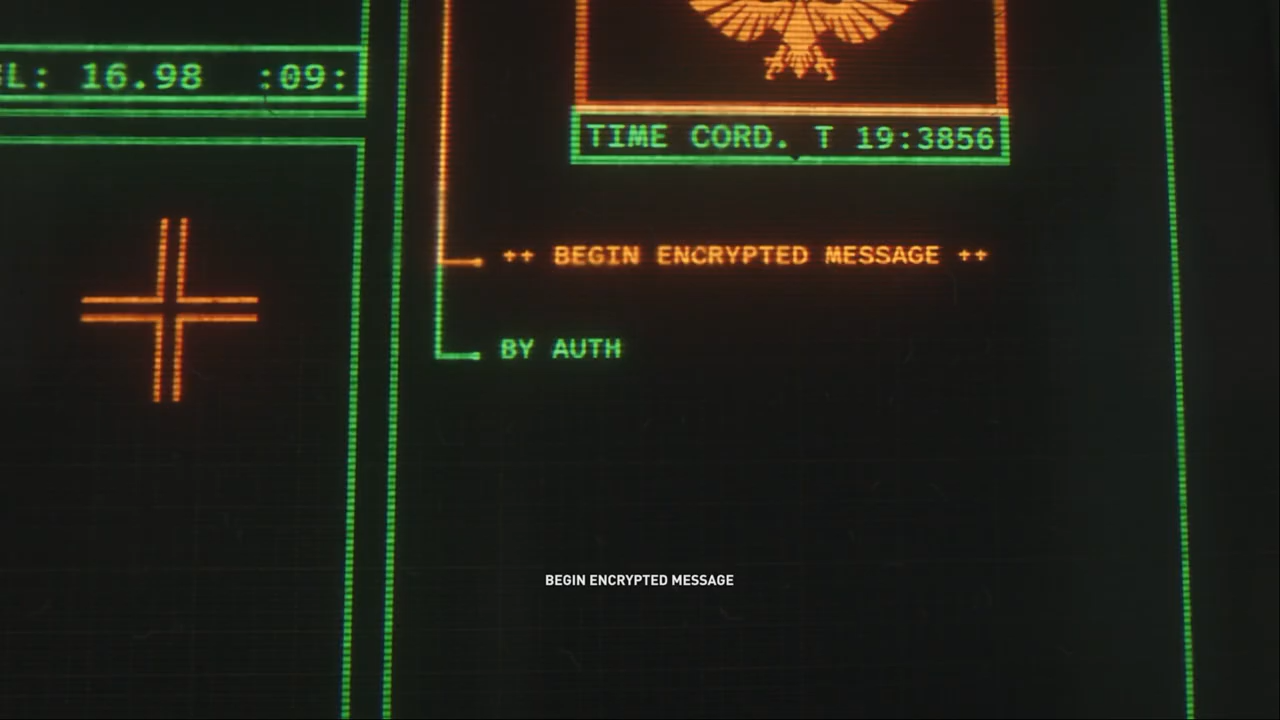 L: 16.98 :09:
TIME CORD. T 19:3856
++ BEGIN ENCRYPTED MESSAGE ++
BY AUTH
BEGIN ENCRYPTED MESSAGE